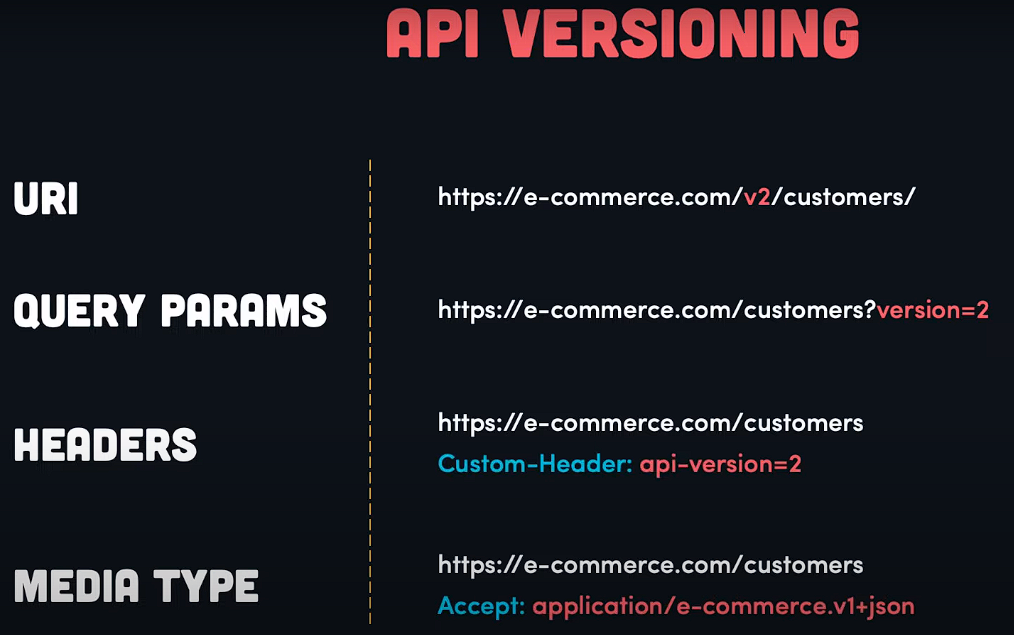 API VERSIONING
URI
https://e-commerce.com/v2/customers/
QUERY PARAMS
https://e-commerce.com/customers?version=2
HEADERS
https://e-commerce.com/customers
Custom-Header: api-version=2
MEDIA TYPE
https://e-commerce.com/customers
Accept: application/e-commerce.v1+json